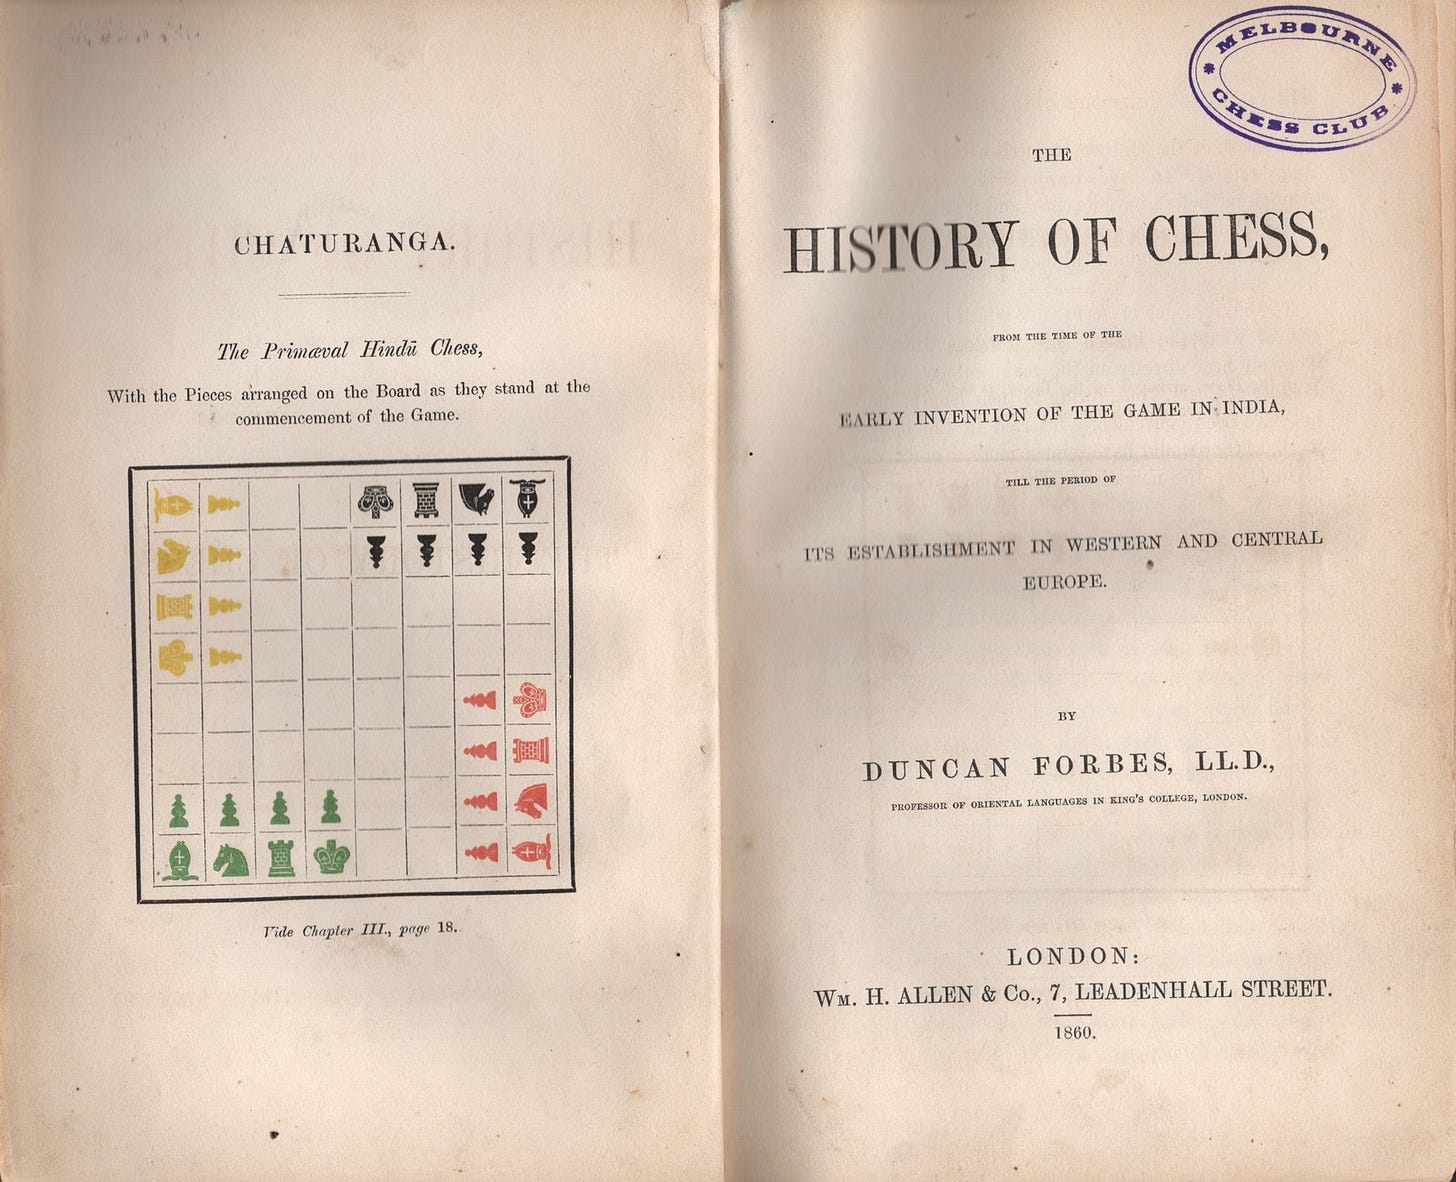 CHATURANGA.
The Primæval Hindū Chess,
With the Pieces arranged on the Board as they stand at the
commencement of the Game.
Vide Chapter III., page 18.
MELBOURNE
CHESS CLUB
THE
HISTORY OF CHESS,
FROM THE TIME OF THE
EARLY INVENTION OF THE GAME IN INDIA,
TILL THE PERIOD OF
ITS ESTABLISHMENT IN WESTERN AND CENTRAL
EUROPE.
BY
DUNCAN FORBES, LL.D.,
PROFESSOR OF ORIENTAL LANGUAGES IN KING'S COLLEGE, LONDON.
LONDON:
WM. H. ALLEN & Co., 7, LEADENHALL STREET.
1860.